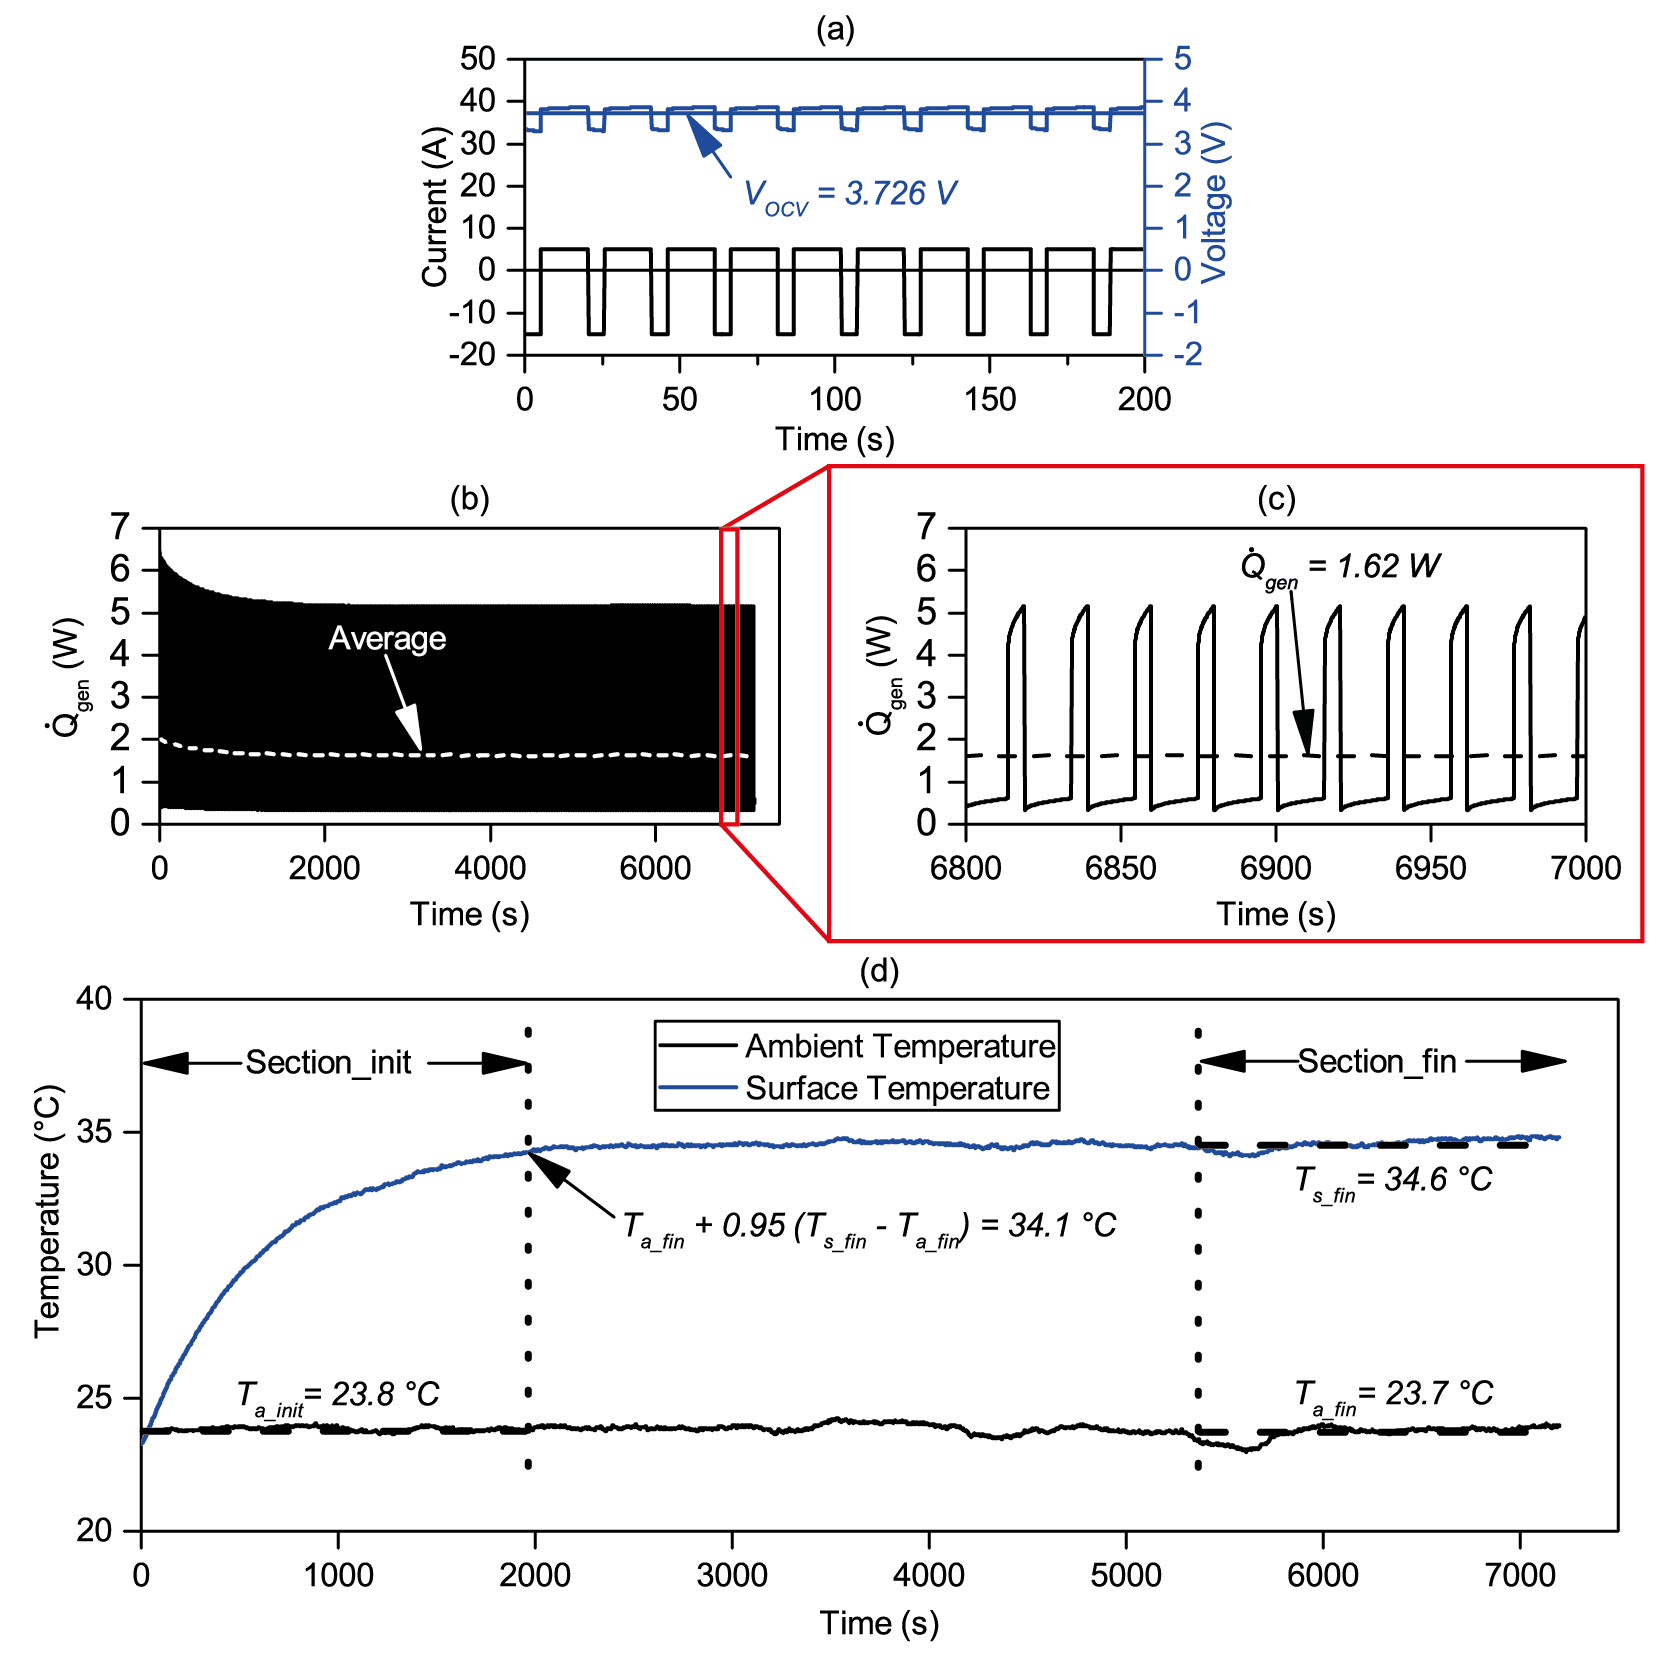 (a)
50
40
30
20
10
0
-10
-20
Current (A)
5
4
3
2
1
0
-1
-2
Voltage (V)
V_OCV = 3.726 V
0 50 100 150 200
Time (s)
(b)
7
6
5
4
3
2
1
0
Q̇_gen (W)
Average
0 2000 4000 6000
Time (s)
(c)
7
6
5
4
3
2
1
0
Q̇_gen (W)
Q̇_gen = 1.62 W
6800 6850 6900 6950 7000
Time (s)
(d)
40
35
30
25
20
Temperature (°C)
Section_init
Ambient Temperature
Surface Temperature
Section_fin
T_s_fin = 34.6 °C
T_a_fin + 0.95 (T_s_fin - T_a_fin) = 34.1 °C
T_a_init = 23.8 °C
T_a_fin = 23.7 °C
0 1000 2000 3000 4000 5000 6000 7000
Time (s)